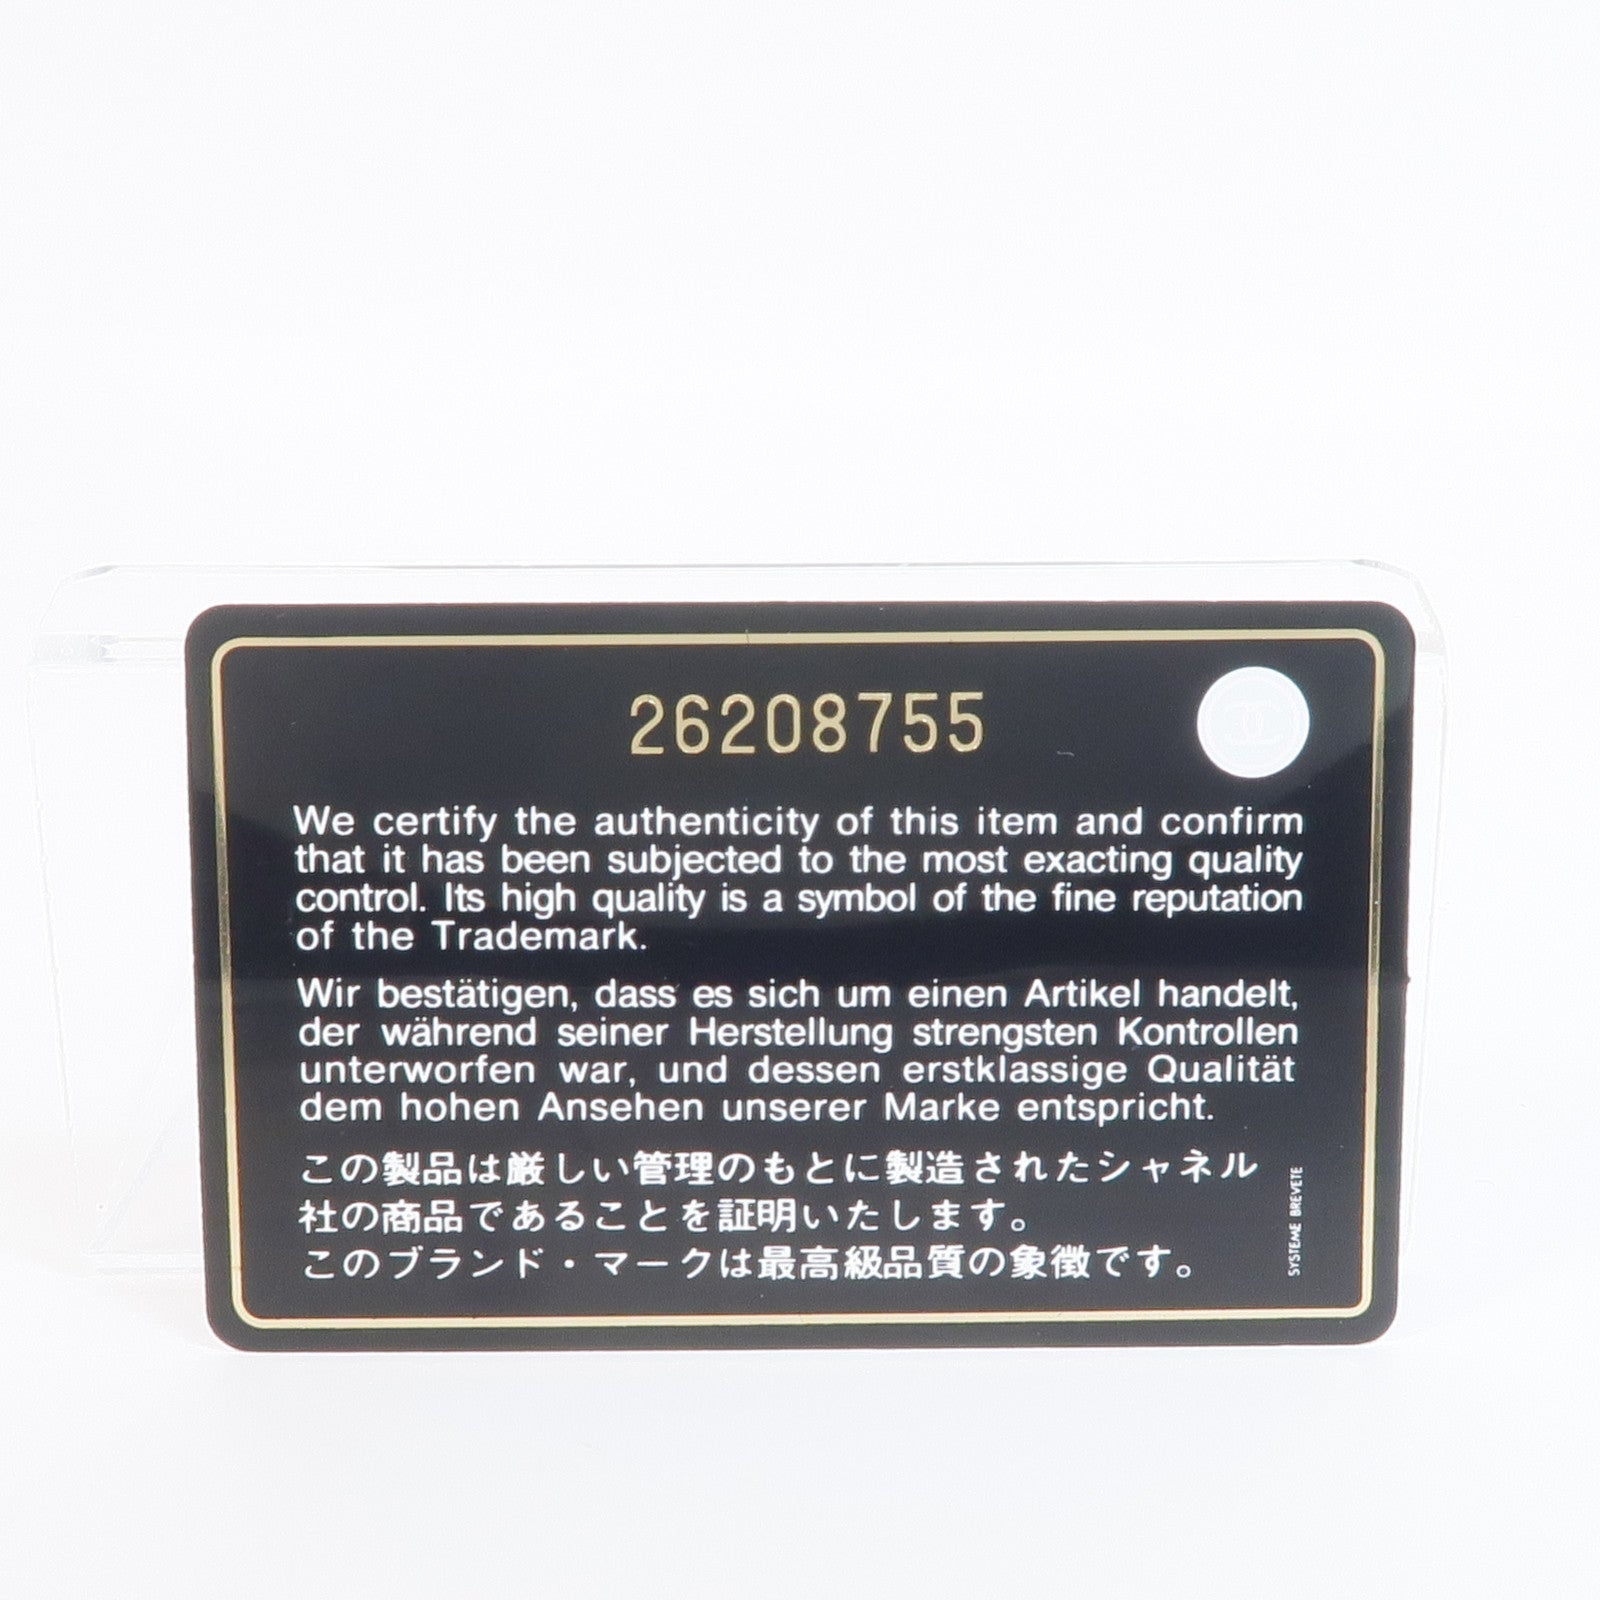 26208755
We certify the authenticity of this item and confirm
that it has been subjected to the most exacting quality
control. Its high quality is a symbol of the fine reputation
of the Trademark.
Wir bestätigen, dass es sich um einen Artikel handelt,
der während seiner Herstellung strengsten Kontrollen
unterworfen war, und dessen erstklassige Qualität
dem hohen Ansehen unserer Marke entspricht.
この製品は厳しい管理のもとに製造されたシャネル
社の商品であることを証明いたします。
このブランド・マークは最高級品質の象徴です。
SYSTEME BREVETE